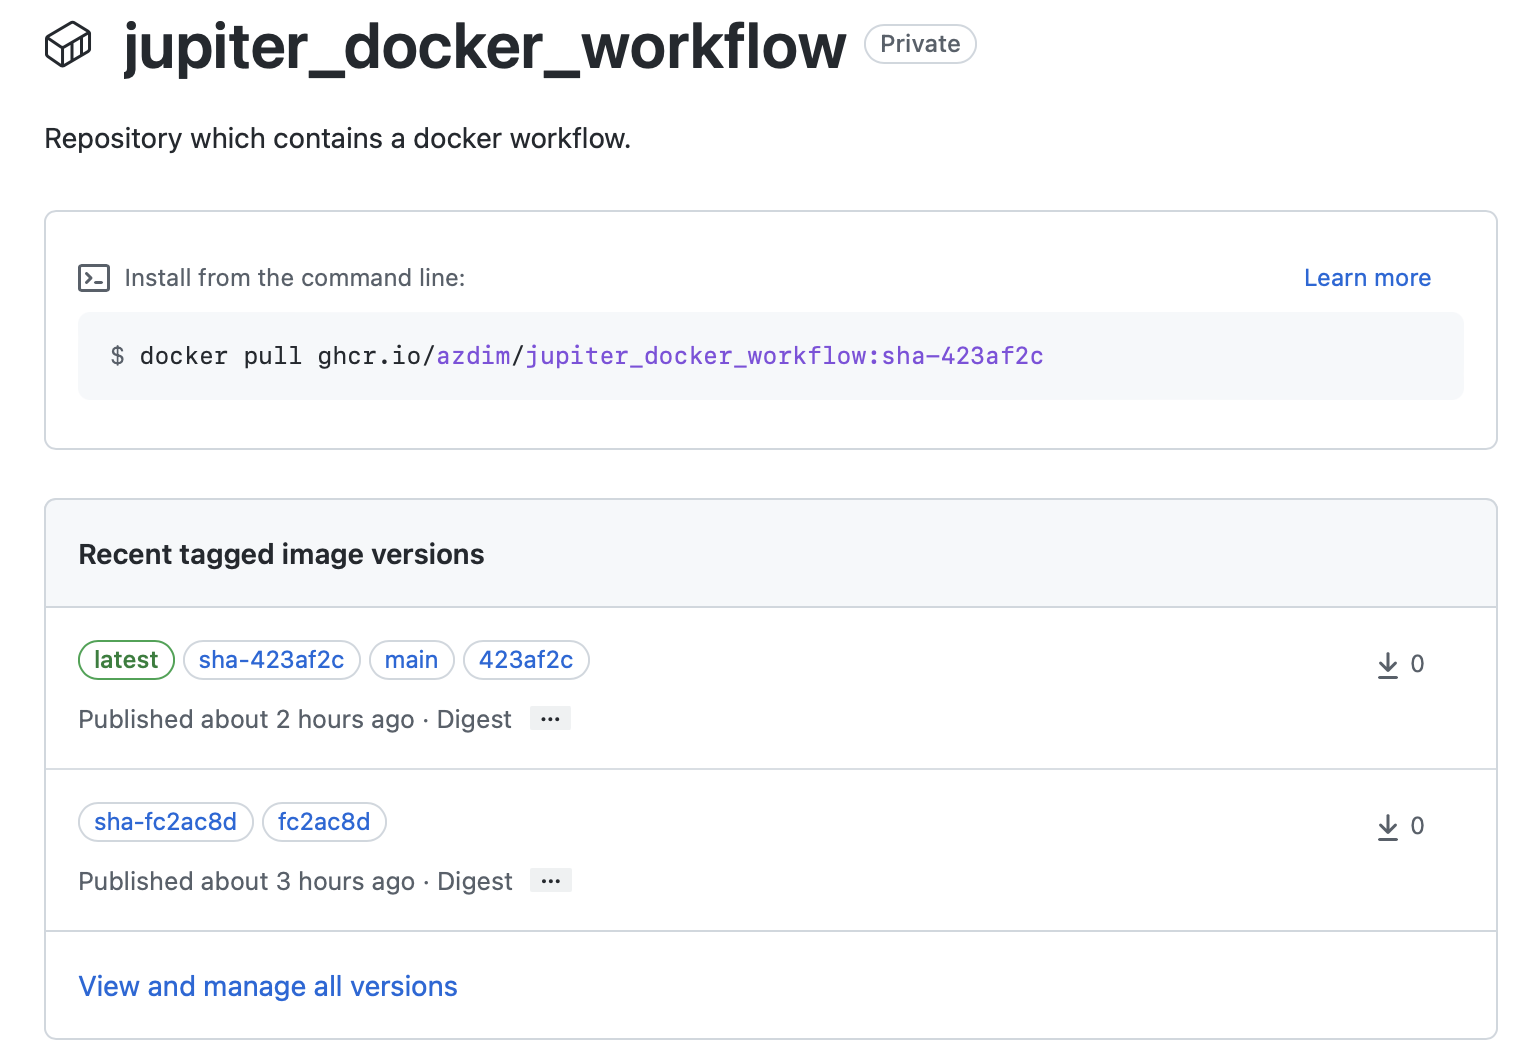 jupiter_docker_workflow Private
Repository which contains a docker workflow.
Install from the command line: Learn more
$ docker pull ghcr.io/azdim/jupiter_docker_workflow:sha-423af2c
Recent tagged image versions
latest sha-423af2c main 423af2c 0
Published about 2 hours ago · Digest ...
sha-fc2ac8d fc2ac8d 0
Published about 3 hours ago · Digest ...
View and manage all versions